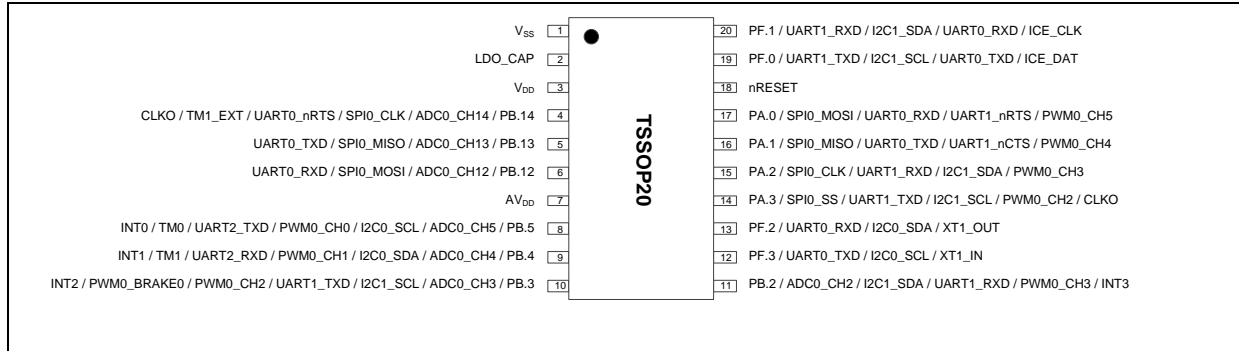 VSS 1
LDO_CAP 2
VDD 3
CLKO / TM1_EXT / UART0_nRTS / SPI0_CLK / ADC0_CH14 / PB.14 4
UART0_TXD / SPI0_MISO / ADC0_CH13 / PB.13 5
UART0_RXD / SPI0_MOSI / ADC0_CH12 / PB.12 6
AVDD 7
INT0 / TM0 / UART2_TXD / PWM0_CH0 / I2C0_SCL / ADC0_CH5 / PB.5 8
INT1 / TM1 / UART2_RXD / PWM0_CH1 / I2C0_SDA / ADC0_CH4 / PB.4 9
INT2 / PWM0_BRAKE0 / PWM0_CH2 / UART1_TXD / I2C1_SCL / ADC0_CH3 / PB.3 10
TSSOP20
20 PF.1 / UART1_RXD / I2C1_SDA / UART0_RXD / ICE_CLK
19 PF.0 / UART1_TXD / I2C1_SCL / UART0_TXD / ICE_DAT
18 nRESET
17 PA.0 / SPI0_MOSI / UART0_RXD / UART1_nRTS / PWM0_CH5
16 PA.1 / SPI0_MISO / UART0_TXD / UART1_nCTS / PWM0_CH4
15 PA.2 / SPI0_CLK / UART1_RXD / I2C1_SDA / PWM0_CH3
14 PA.3 / SPI0_SS / UART1_TXD / I2C1_SCL / PWM0_CH2 / CLKO
13 PF.2 / UART0_RXD / I2C0_SDA / XT1_OUT
12 PF.3 / UART0_TXD / I2C0_SCL / XT1_IN
11 PB.2 / ADC0_CH2 / I2C1_SDA / UART1_RXD / PWM0_CH3 / INT3